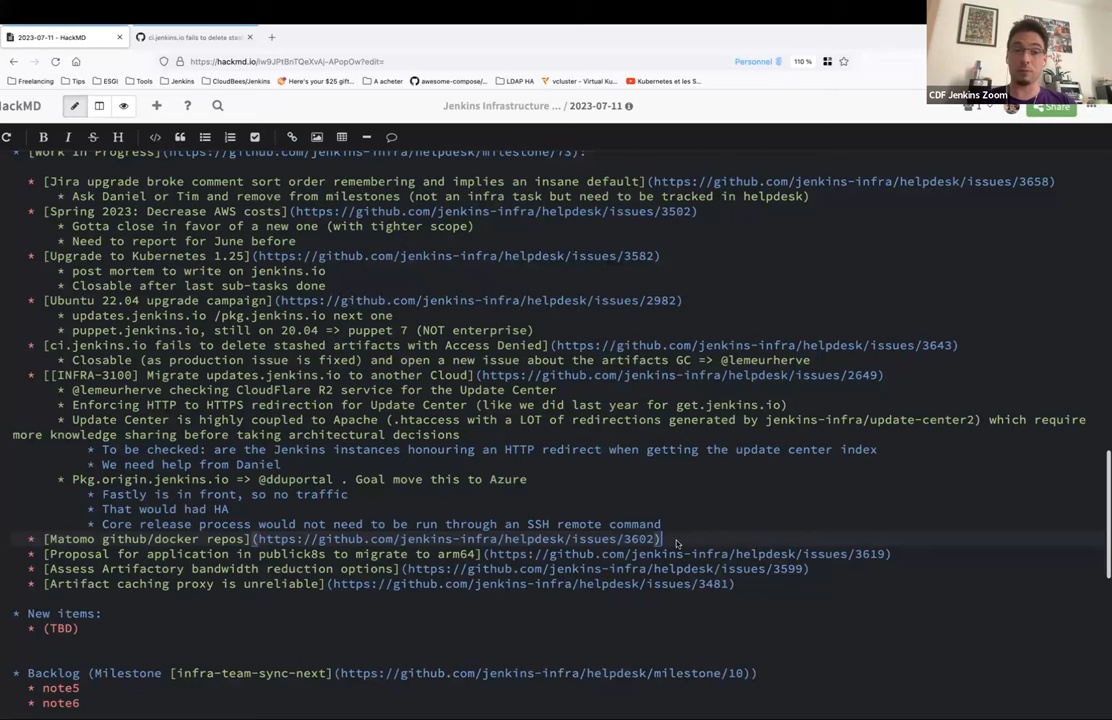 2023-07-11 - HackMD
ci.jenkins.io fails to delete stas
https://hackmd.io/iw9JPtBnTQeXvAj-APopOw?edit=
Personnel
110 %
Freelancing
Tips
ESGI
Tools
Jenkins
CloudBees/Jenkins
Here's your $25 gift...
A acheter
awesome-compose/...
LDAP HA
vcluster - Virtual Ku...
Kubernetes et les S...
CDF Jenkins Zoom
HackMD
Jenkins Infrastructure ... / 2023-07-11
Share
* [Work in Progress](https://github.com/jenkins-infra/helpdesk/milestone/73):
* [Jira upgrade broke comment sort order remembering and implies an insane default](https://github.com/jenkins-infra/helpdesk/issues/3658)
* Ask Daniel or Tim and remove from milestones (not an infra task but need to be tracked in helpdesk)
* [Spring 2023: Decrease AWS costs](https://github.com/jenkins-infra/helpdesk/issues/3502)
* Gotta close in favor of a new one (with tighter scope)
* Need to report for June before
* [Upgrade to Kubernetes 1.25](https://github.com/jenkins-infra/helpdesk/issues/3582)
* post mortem to write on jenkins.io
* Closable after last sub-tasks done
* [Ubuntu 22.04 upgrade campaign](https://github.com/jenkins-infra/helpdesk/issues/2982)
* updates.jenkins.io /pkg.jenkins.io next one
* puppet.jenkins.io, still on 20.04 => puppet 7 (NOT enterprise)
* [ci.jenkins.io fails to delete stashed artifacts with Access Denied](https://github.com/jenkins-infra/helpdesk/issues/3643)
* Closable (as production issue is fixed) and open a new issue about the artifacts GC => @lemeurherve
* [[INFRA-3100] Migrate updates.jenkins.io to another Cloud](https://github.com/jenkins-infra/helpdesk/issues/2649)
* @lemeurherve checking CloudFlare R2 service for the Update Center
* Enforcing HTTP to HTTPS redirection for Update Center (like we did last year for get.jenkins.io)
* Update Center is highly coupled to Apache (.htaccess with a LOT of redirections generated by jenkins-infra/update-center2) which require
more knowledge sharing before taking architectural decisions
* To be checked: are the Jenkins instances honouring an HTTP redirect when getting the update center index
* We need help from Daniel
* Pkg.origin.jenkins.io => @dduportal . Goal move this to Azure
* Fastly is in front, so no traffic
* That would had HA
* Core release process would not need to be run through an SSH remote command
* [Matomo github/docker repos](https://github.com/jenkins-infra/helpdesk/issues/3602)
* [Proposal for application in publick8s to migrate to arm64](https://github.com/jenkins-infra/helpdesk/issues/3619)
* [Assess Artifactory bandwidth reduction options](https://github.com/jenkins-infra/helpdesk/issues/3599)
* [Artifact caching proxy is unreliable](https://github.com/jenkins-infra/helpdesk/issues/3481)
* New items:
* (TBD)
* Backlog (Milestone [infra-team-sync-next](https://github.com/jenkins-infra/helpdesk/milestone/10))
* note5
* note6